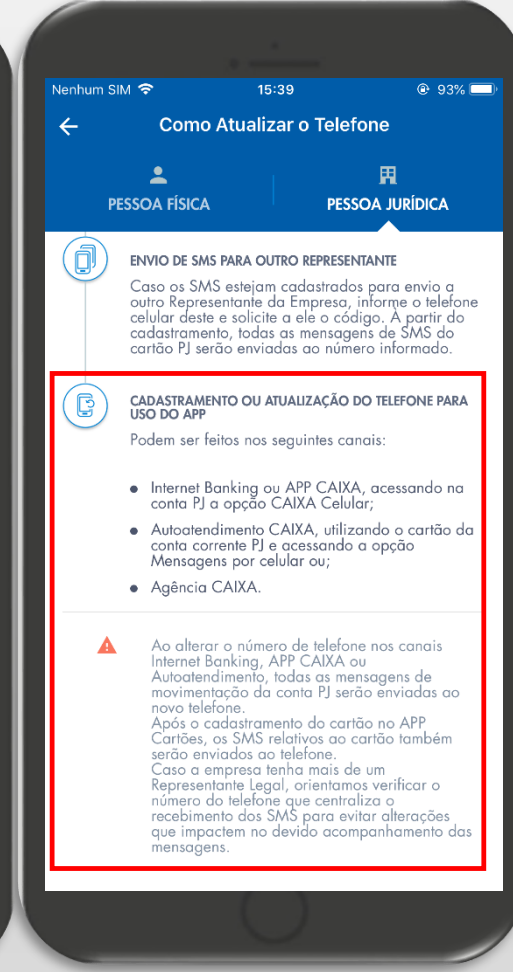 Nenhum SIM 15:39 93%
Como Atualizar o Telefone
PESSOA FÍSICA PESSOA JURÍDICA
ENVIO DE SMS PARA OUTRO REPRESENTANTE
Caso os SMS estejam cadastrados para envio a
outro Representante da Empresa, informe o telefone
celular deste e solicite a ele o código. À partir do
cadastramento, todas as mensagens de SMS do
cartão PJ serão enviadas ao número informado.
CADASTRAMENTO OU ATUALIZAÇÃO DO TELEFONE PARA
USO DO APP
Podem ser feitos nos seguintes canais:
• Internet Banking ou APP CAIXA, acessando na
conta PJ a opção CAIXA Celular;
• Autoatendimento CAIXA, utilizando o cartão da
conta corrente PJ e acessando a opção
Mensagens por celular ou;
• Agência CAIXA.
Ao alterar o número de telefone nos canais
Internet Banking, APP CAIXA ou
Autoatendimento, todas as mensagens de
movimentação da conta PJ serão enviadas ao
novo telefone.
Após o cadastramento do cartão no APP
Cartões, os SMS relativos ao cartão também
serão enviados ao telefone.
Caso a empresa tenha mais de um
Representante Legal, orientamos verificar o
número do telefone que centraliza o
recebimento dos SMS para evitar alterações
que impactem no devido acompanhamento das
mensagens.